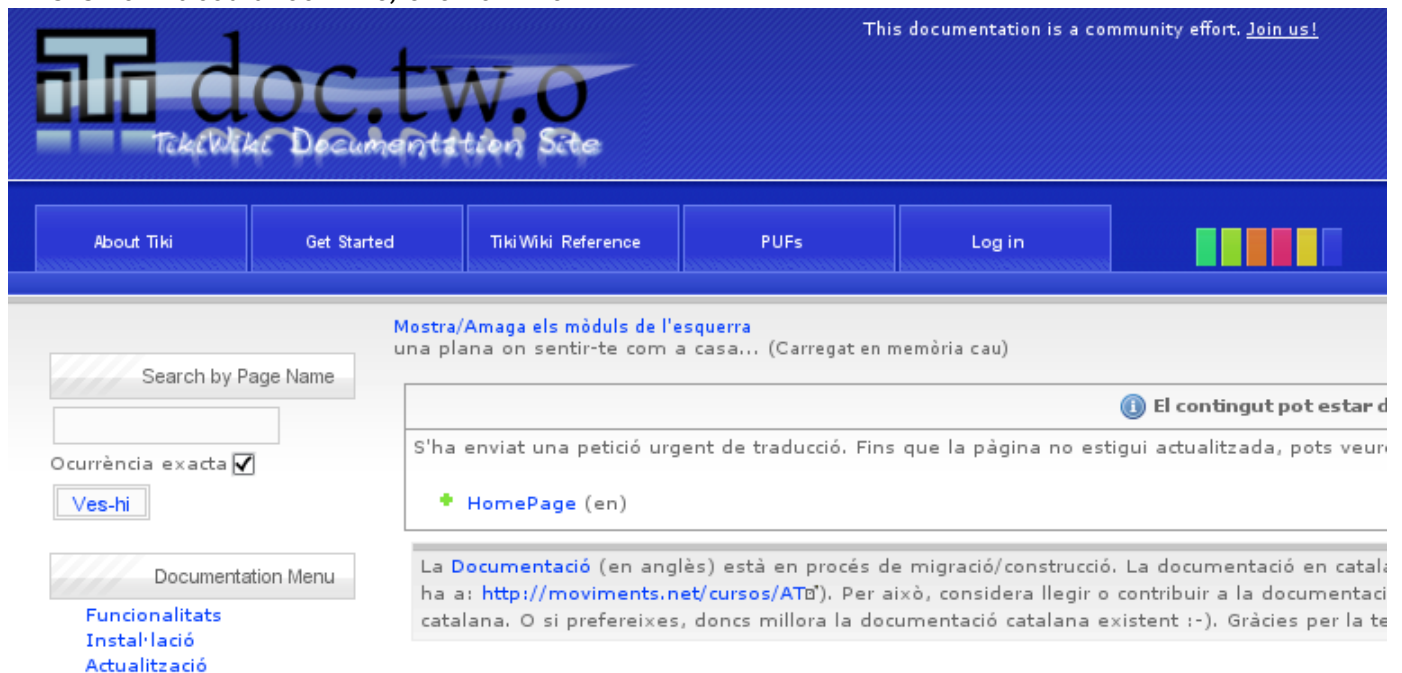 This documentation is a community effort. Join us!
doc.tw.o
TikiWiki Documentation Site
About Tiki
Get Started
TikiWiki Reference
PUFs
Log in
Mostra/Amaga els mòduls de l'esquerra
una plana on sentir-te com a casa... (Carregat en memòria cau)
Search by Page Name
Ocurrència exacta
Ves-hi
El contingut pot estar
S'ha enviat una petició urgent de traducció. Fins que la pàgina no estigui actualitzada, pots
HomePage (en)
Documentation Menu
Funcionalitats
Instal·lació
Actualització
La Documentació (en anglès) està en procés de migració/construcció. La documentació en
ha a: http://moviments.net/cursos/AT). Per això, considera llegir o contribuir a la
catalana. O si prefereixes, doncs millora la documentació catalana existent :-). Gràcies per la